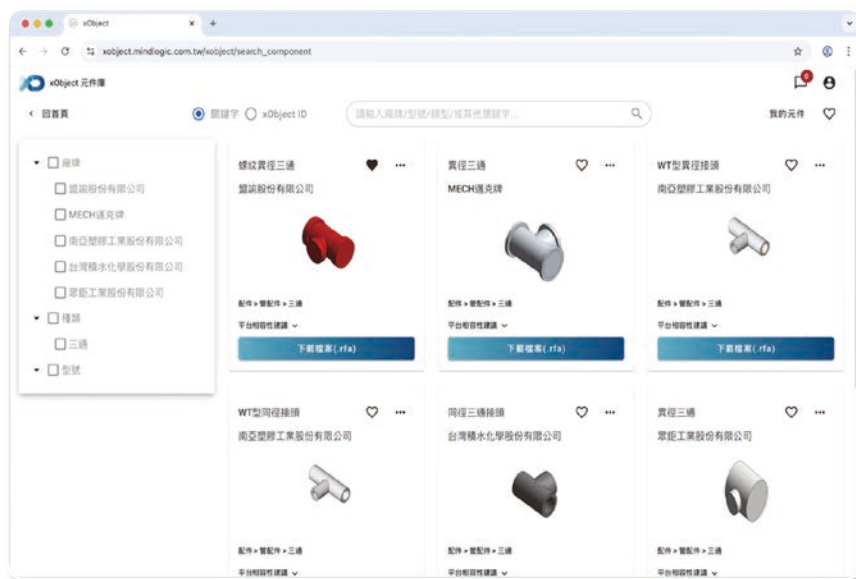 xObject
xobject.mindlogic.com.tw/xobject/search_component
xObject 元件庫
0
回首頁
關鍵字
xObject ID
請輸入廠牌/型號/類型/或其他關鍵字...
我的元件
廠牌
盟諭股份有限公司
MECH邁克牌
南亞塑膠工業股份有限公司
台灣積水化學股份有限公司
眾鉅工業股份有限公司
種類
三通
型號
螺紋異徑三通
盟諭股份有限公司
配件 > 管配件 > 三通
平台相容性建議
下載檔案(.rfa)
異徑三通
MECH邁克牌
配件 > 管配件 > 三通
平台相容性建議
下載檔案(.rfa)
WT型異徑接頭
南亞塑膠工業股份有限公司
配件 > 管配件 > 三通
平台相容性建議
下載檔案(.rfa)
WT型同徑接頭
南亞塑膠工業股份有限公司
配件 > 管配件 > 三通
平台相容性建議
同徑三通接頭
台灣積水化學股份有限公司
配件 > 管配件 > 三通
平台相容性建議
異徑三通
眾鉅工業股份有限公司
配件 > 管配件 > 三通
平台相容性建議